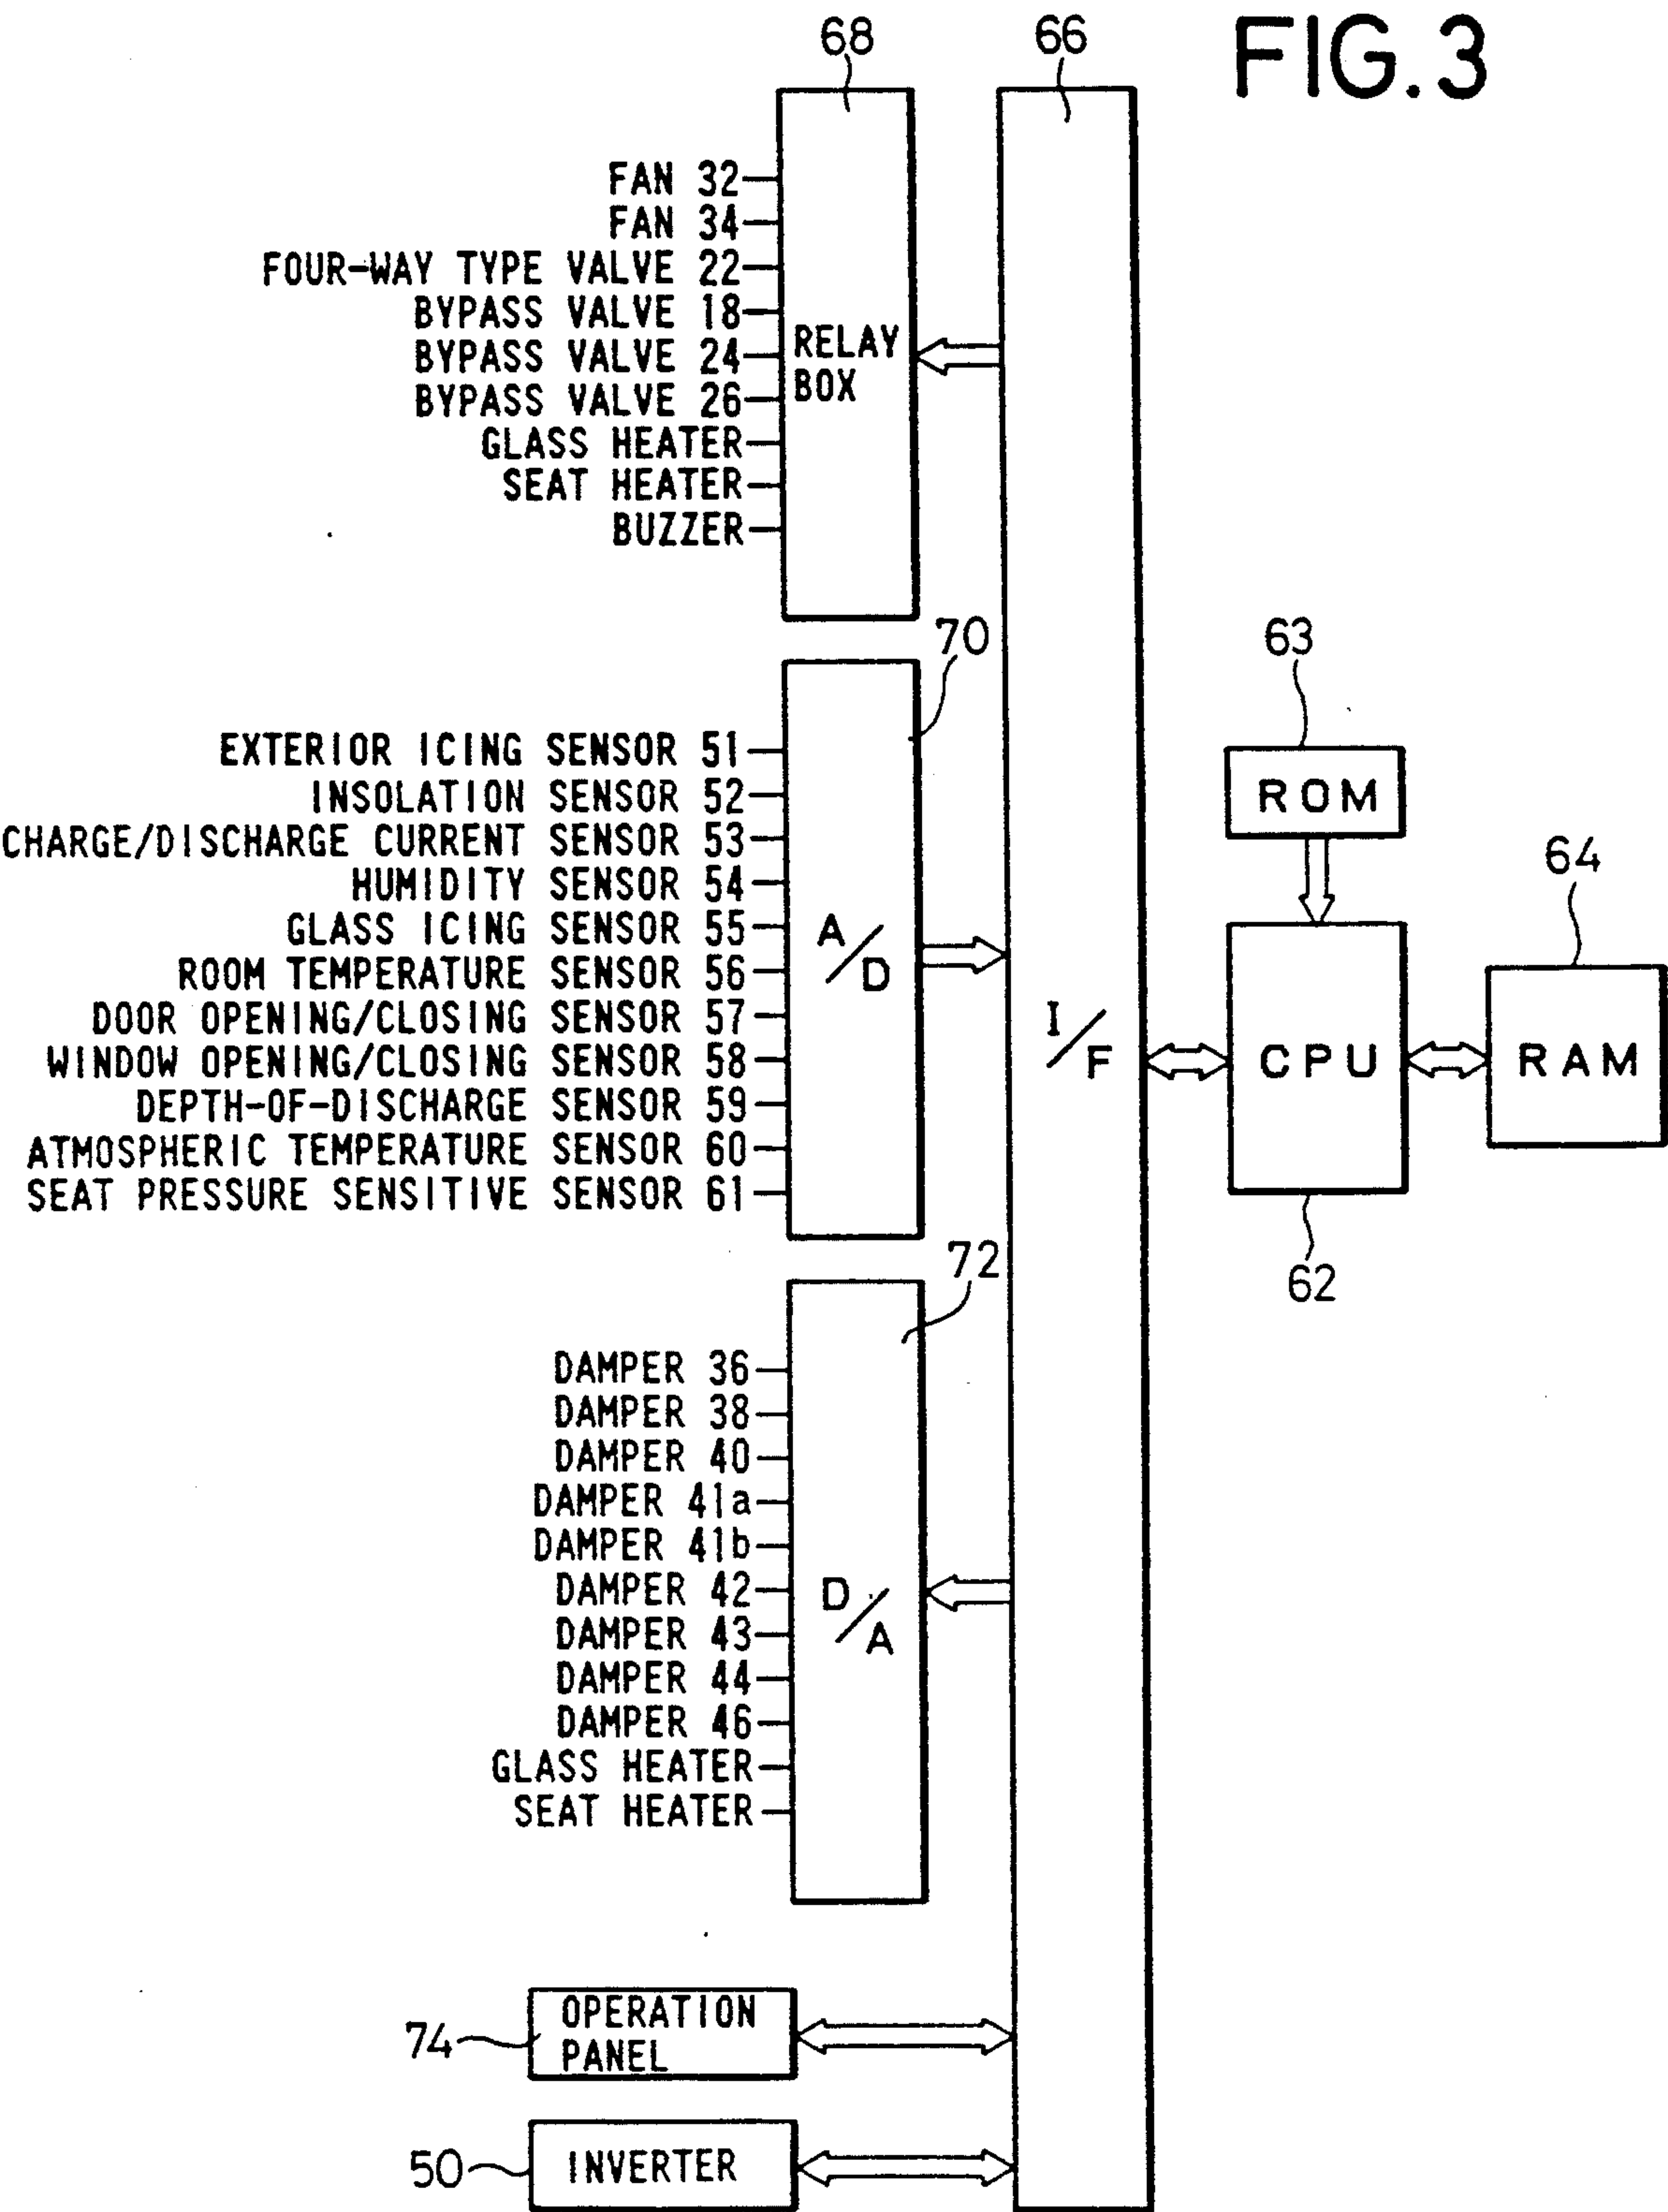 FIG. 3
68
66
FAN 32
FAN 34
FOUR-WAY TYPE VALVE 22
BYPASS VALVE 18
BYPASS VALVE 24
BYPASS VALVE 26
GLASS HEATER
SEAT HEATER
BUZZER
RELAY
BOX
70
EXTERIOR ICING SENSOR 51
INSOLATION SENSOR 52
CHARGE/DISCHARGE CURRENT SENSOR 53
HUMIDITY SENSOR 54
GLASS ICING SENSOR 55
ROOM TEMPERATURE SENSOR 56
DOOR OPENING/CLOSING SENSOR 57
WINDOW OPENING/CLOSING SENSOR 58
DEPTH-OF-DISCHARGE SENSOR 59
ATMOSPHERIC TEMPERATURE SENSOR 60
SEAT PRESSURE SENSITIVE SENSOR 61
A/D
I/F
63
ROM
64
CPU
RAM
62
72
DAMPER 36
DAMPER 38
DAMPER 40
DAMPER 41a
DAMPER 41b
DAMPER 42
DAMPER 43
DAMPER 44
DAMPER 46
GLASS HEATER
SEAT HEATER
D/A
74
OPERATION
PANEL
50
INVERTER